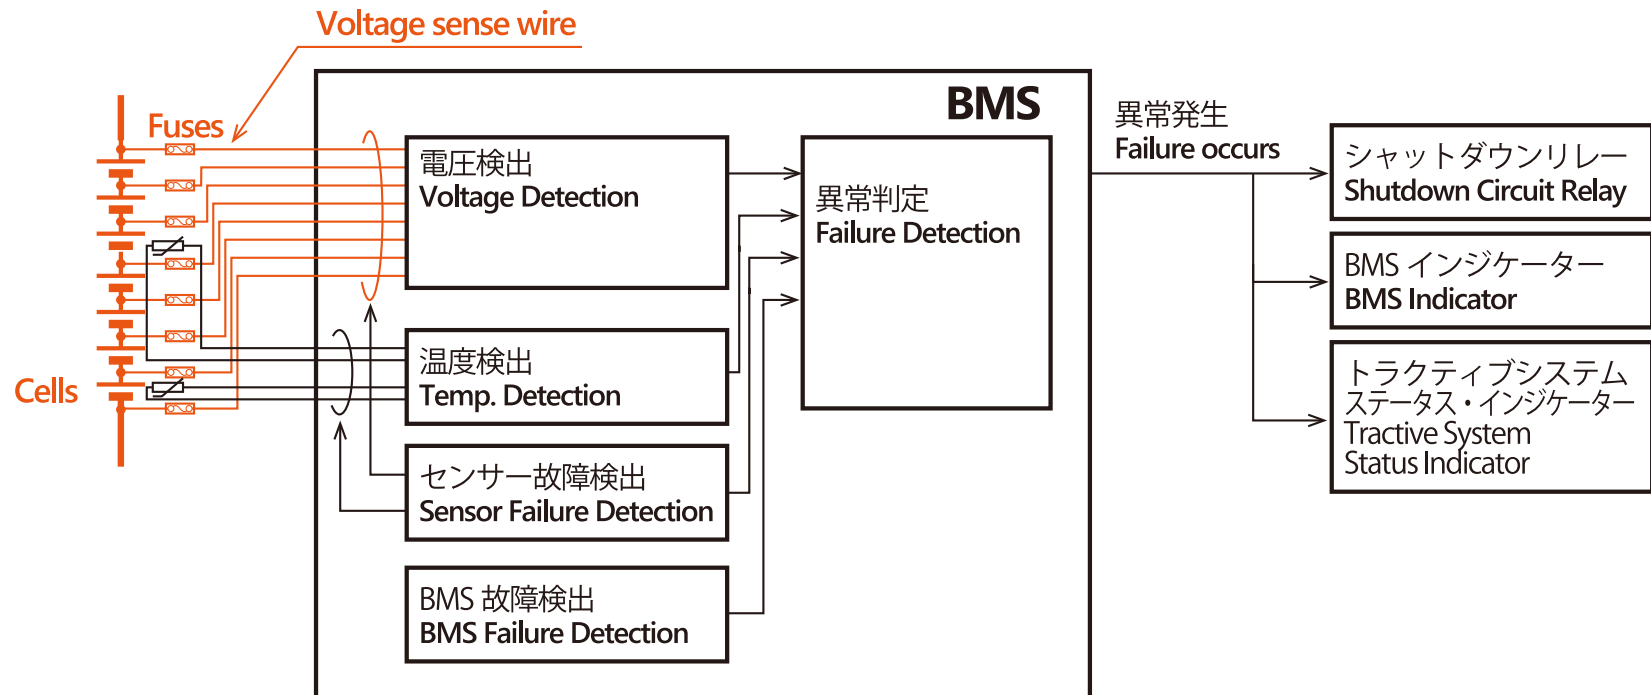 Voltage sense wire
Fuses
Cells
BMS
電圧検出
Voltage Detection
温度検出
Temp. Detection
センサー故障検出
Sensor Failure Detection
BMS 故障検出
BMS Failure Detection
異常判定
Failure Detection
異常発生
Failure occurs
シャットダウンリレー
Shutdown Circuit Relay
BMS インジケーター
BMS Indicator
トラクティブシステム
ステータス・インジケーター
Tractive System
Status Indicator